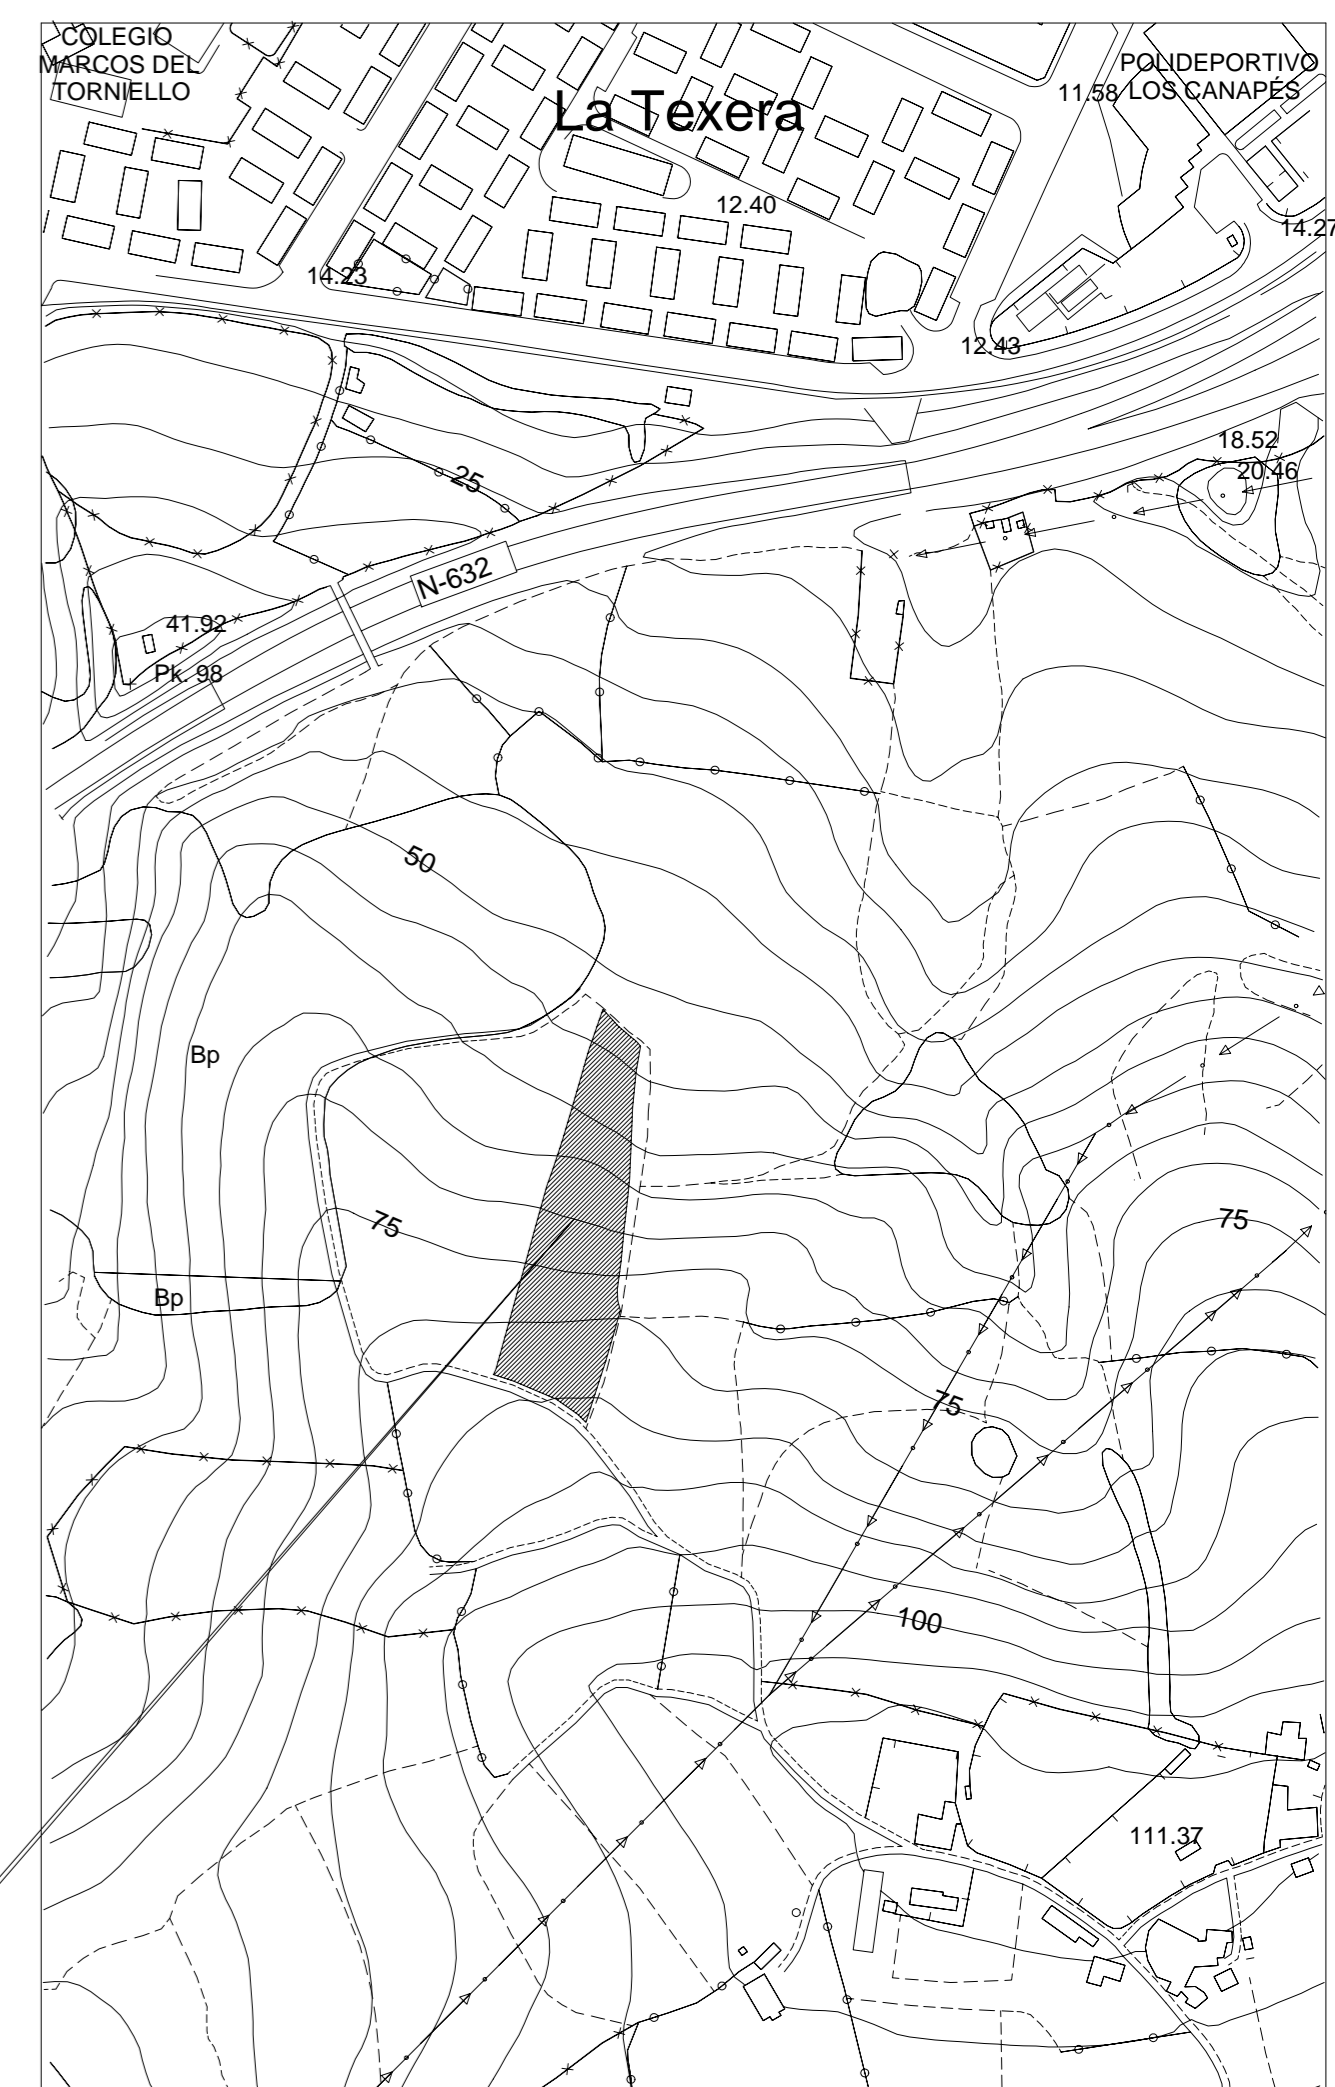 COLEGIO
MARCOS DEL
TORNIELLO
POLIDEPORTIVO
LOS CANAPÉS
11.58
La Texera
12.40
14.27
14.23
12.43
18.52
20.46
25
N-632
41.92
Pk. 98
50
Bp
75
75
Bp
75
100
111.37